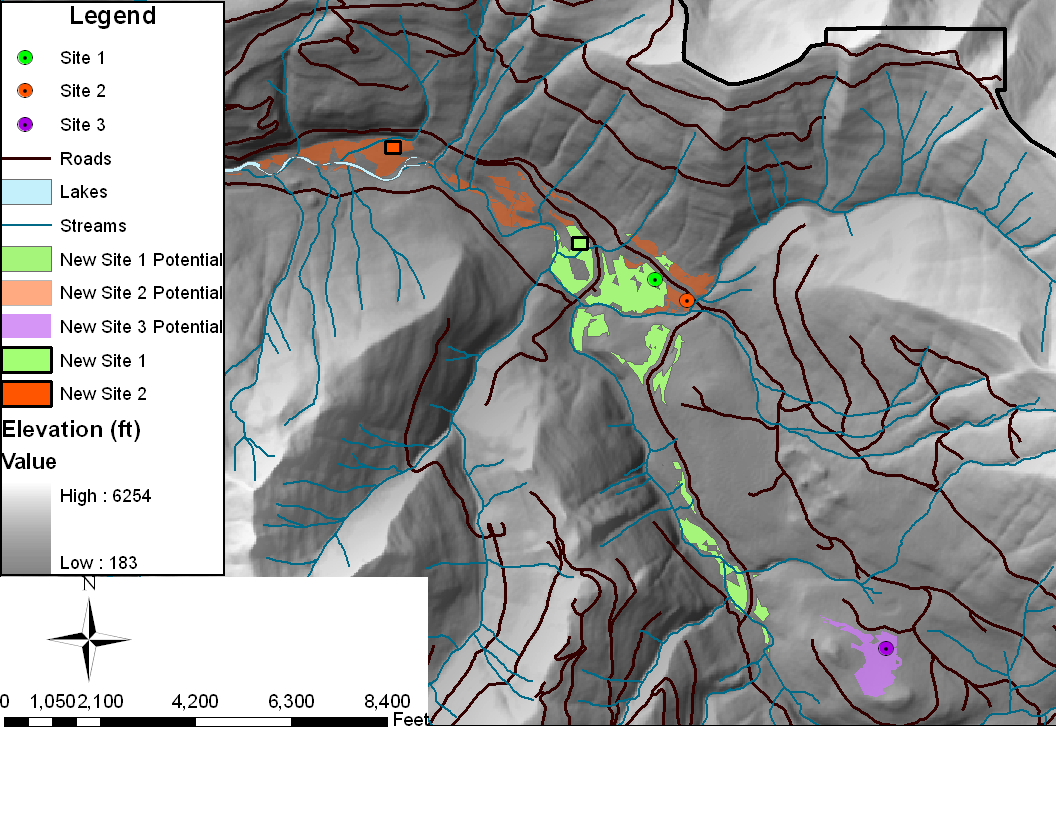 Legend
Site 1
Site 2
Site 3
Roads
Lakes
Streams
New Site 1 Potential
New Site 2 Potential
New Site 3 Potential
New Site 1
New Site 2
Elevation (ft)
Value
High : 6254
Low : 183
N
0 1,050 2,100 4,200 6,300 8,400
Feet